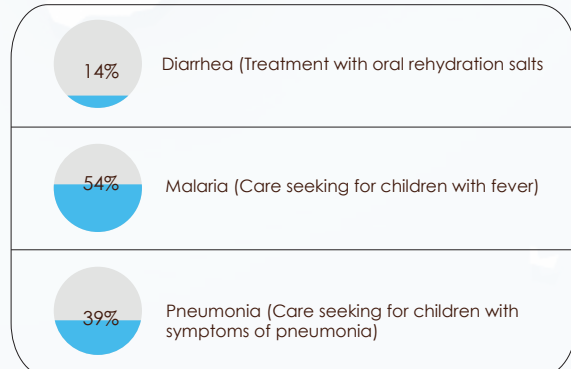 14%
Diarrhea (Treatment with oral rehydration salts
54%
Malaria (Care seeking for children with fever)
39%
Pneumonia (Care seeking for children with
symptoms of pneumonia)